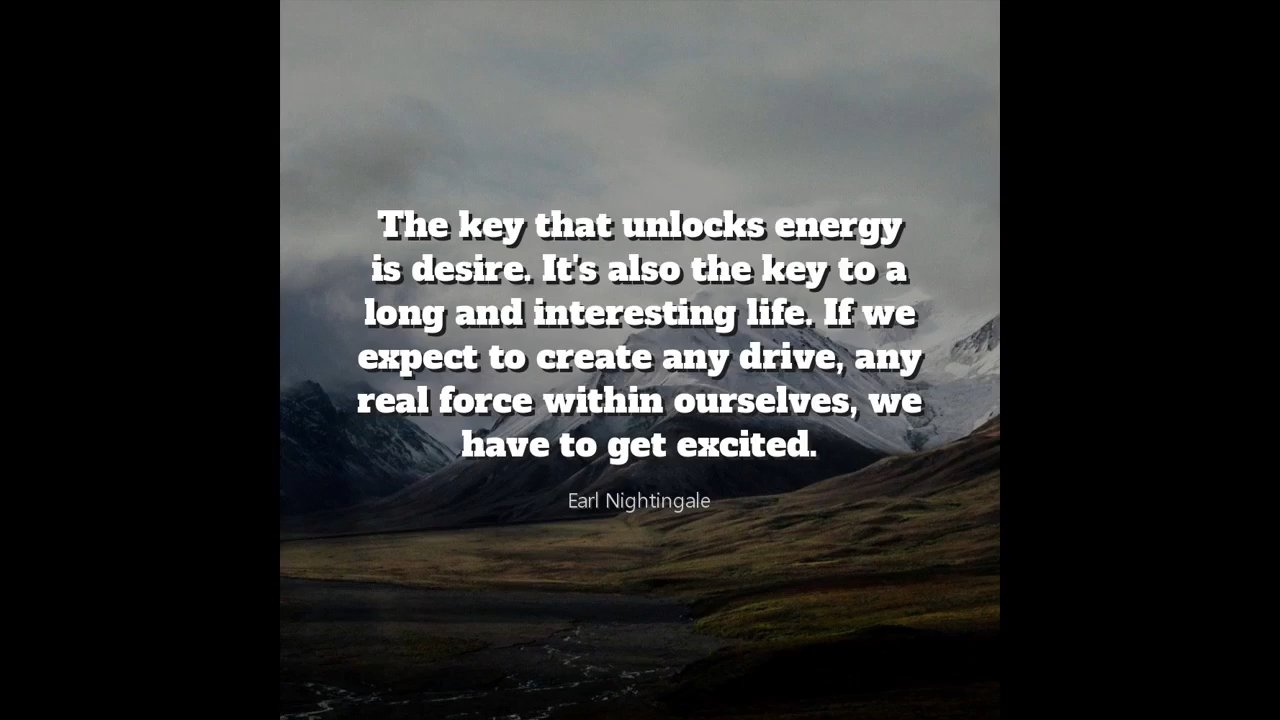 The key that unlocks energy
is desire. It's also the key to a
long and interesting life. If we
expect to create any drive, any
real force within ourselves, we
have to get excited.
Earl Nightingale